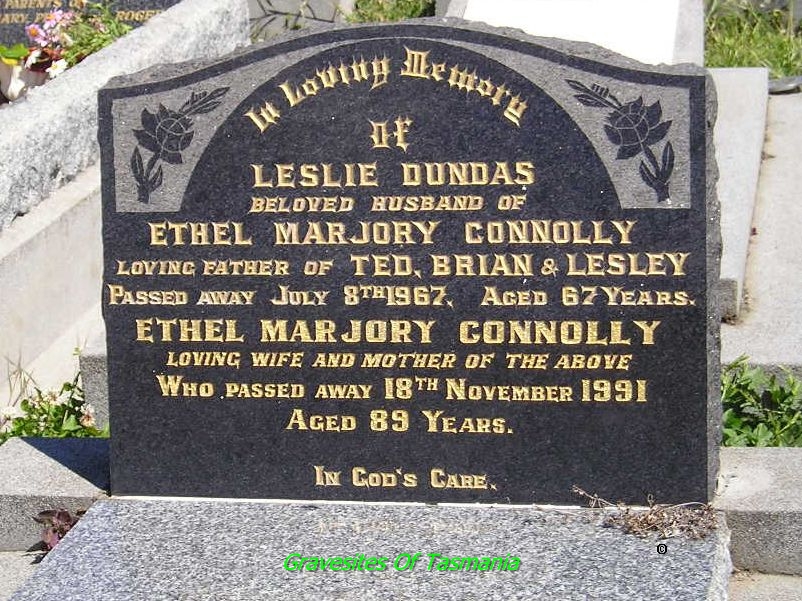 PARENTS OF
In Loving Memory
OF
LESLIE DUNDAS
BELOVED HUSBAND OF
ETHEL MARJORY CONNOLLY
LOVING FATHER OF TED, BRIAN & LESLEY
PASSED AWAY JULY 8TH 1967. AGED 67 YEARS.
ETHEL MARJORY CONNOLLY
LOVING WIFE AND MOTHER OF THE ABOVE
WHO PASSED AWAY 18TH NOVEMBER 1991
AGED 89 YEARS.
IN GOD'S CARE.
Gravesites Of Tasmania
©